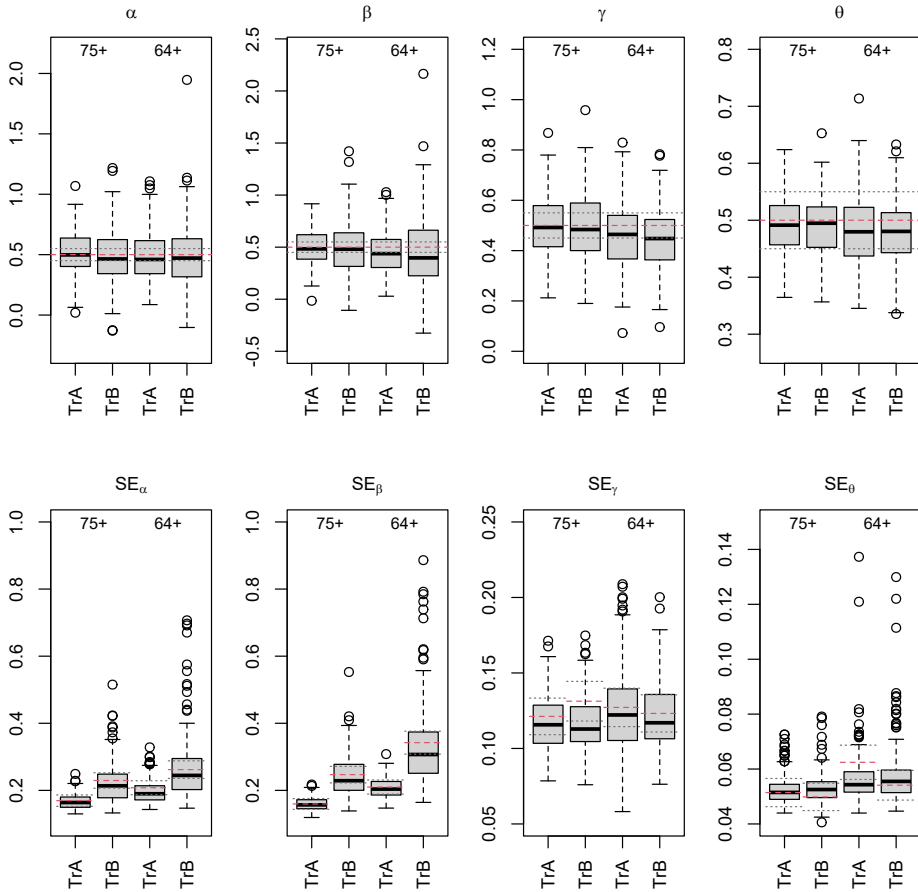 α β γ θ
75+ 64+ 75+ 64+ 75+ 64+ 75+ 64+
2.0 1.5 1.0 0.5 0.0
2.5 2.0 1.5 1.0 0.5 0.0 -0.5
1.2 1.0 0.8 0.6 0.4 0.2 0.0
0.8 0.7 0.6 0.5 0.4 0.3
TrA TrB TrA TrB TrA TrB TrA TrB TrA TrB TrA TrB TrA TrB TrA TrB
SEα SEβ SEγ SEθ
75+ 64+ 75+ 64+ 75+ 64+ 75+ 64+
1.0 0.8 0.6 0.4 0.2
1.0 0.8 0.6 0.4 0.2
0.25 0.20 0.15 0.10 0.05
0.14 0.12 0.10 0.08 0.06 0.04
TrA TrB TrA TrB TrA TrB TrA TrB TrA TrB TrA TrB TrA TrB TrA TrB